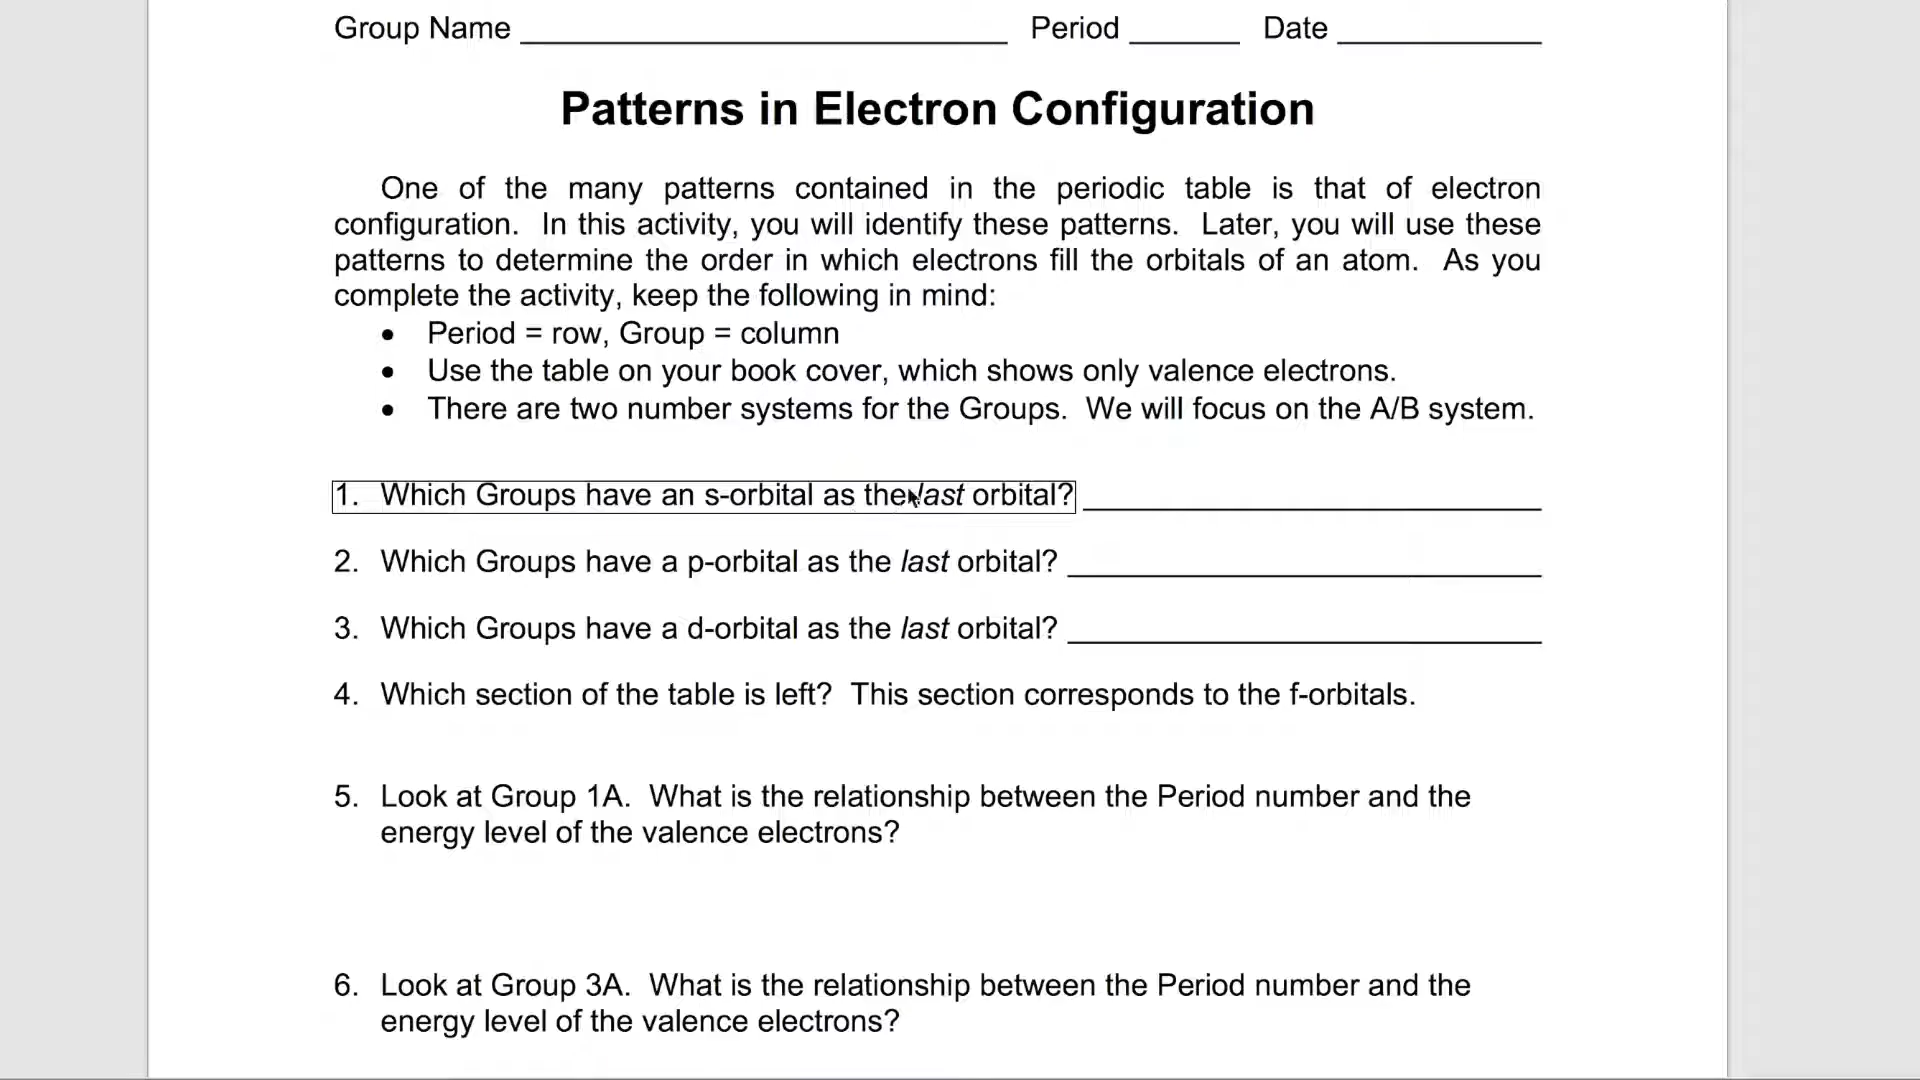 Group Name ______________________________ Period _______ Date _____________
Patterns in Electron Configuration
One of the many patterns contained in the periodic table is that of electron
configuration. In this activity, you will identify these patterns. Later, you will use these
patterns to determine the order in which electrons fill the orbitals of an atom. As you
complete the activity, keep the following in mind:
• Period = row, Group = column
• Use the table on your book cover, which shows only valence electrons.
• There are two number systems for the Groups. We will focus on the A/B system.
1. Which Groups have an s-orbital as the last orbital? ____________________________
2. Which Groups have a p-orbital as the last orbital? _____________________________
3. Which Groups have a d-orbital as the last orbital? _____________________________
4. Which section of the table is left? This section corresponds to the f-orbitals.
5. Look at Group 1A. What is the relationship between the Period number and the
energy level of the valence electrons?
6. Look at Group 3A. What is the relationship between the Period number and the
energy level of the valence electrons?